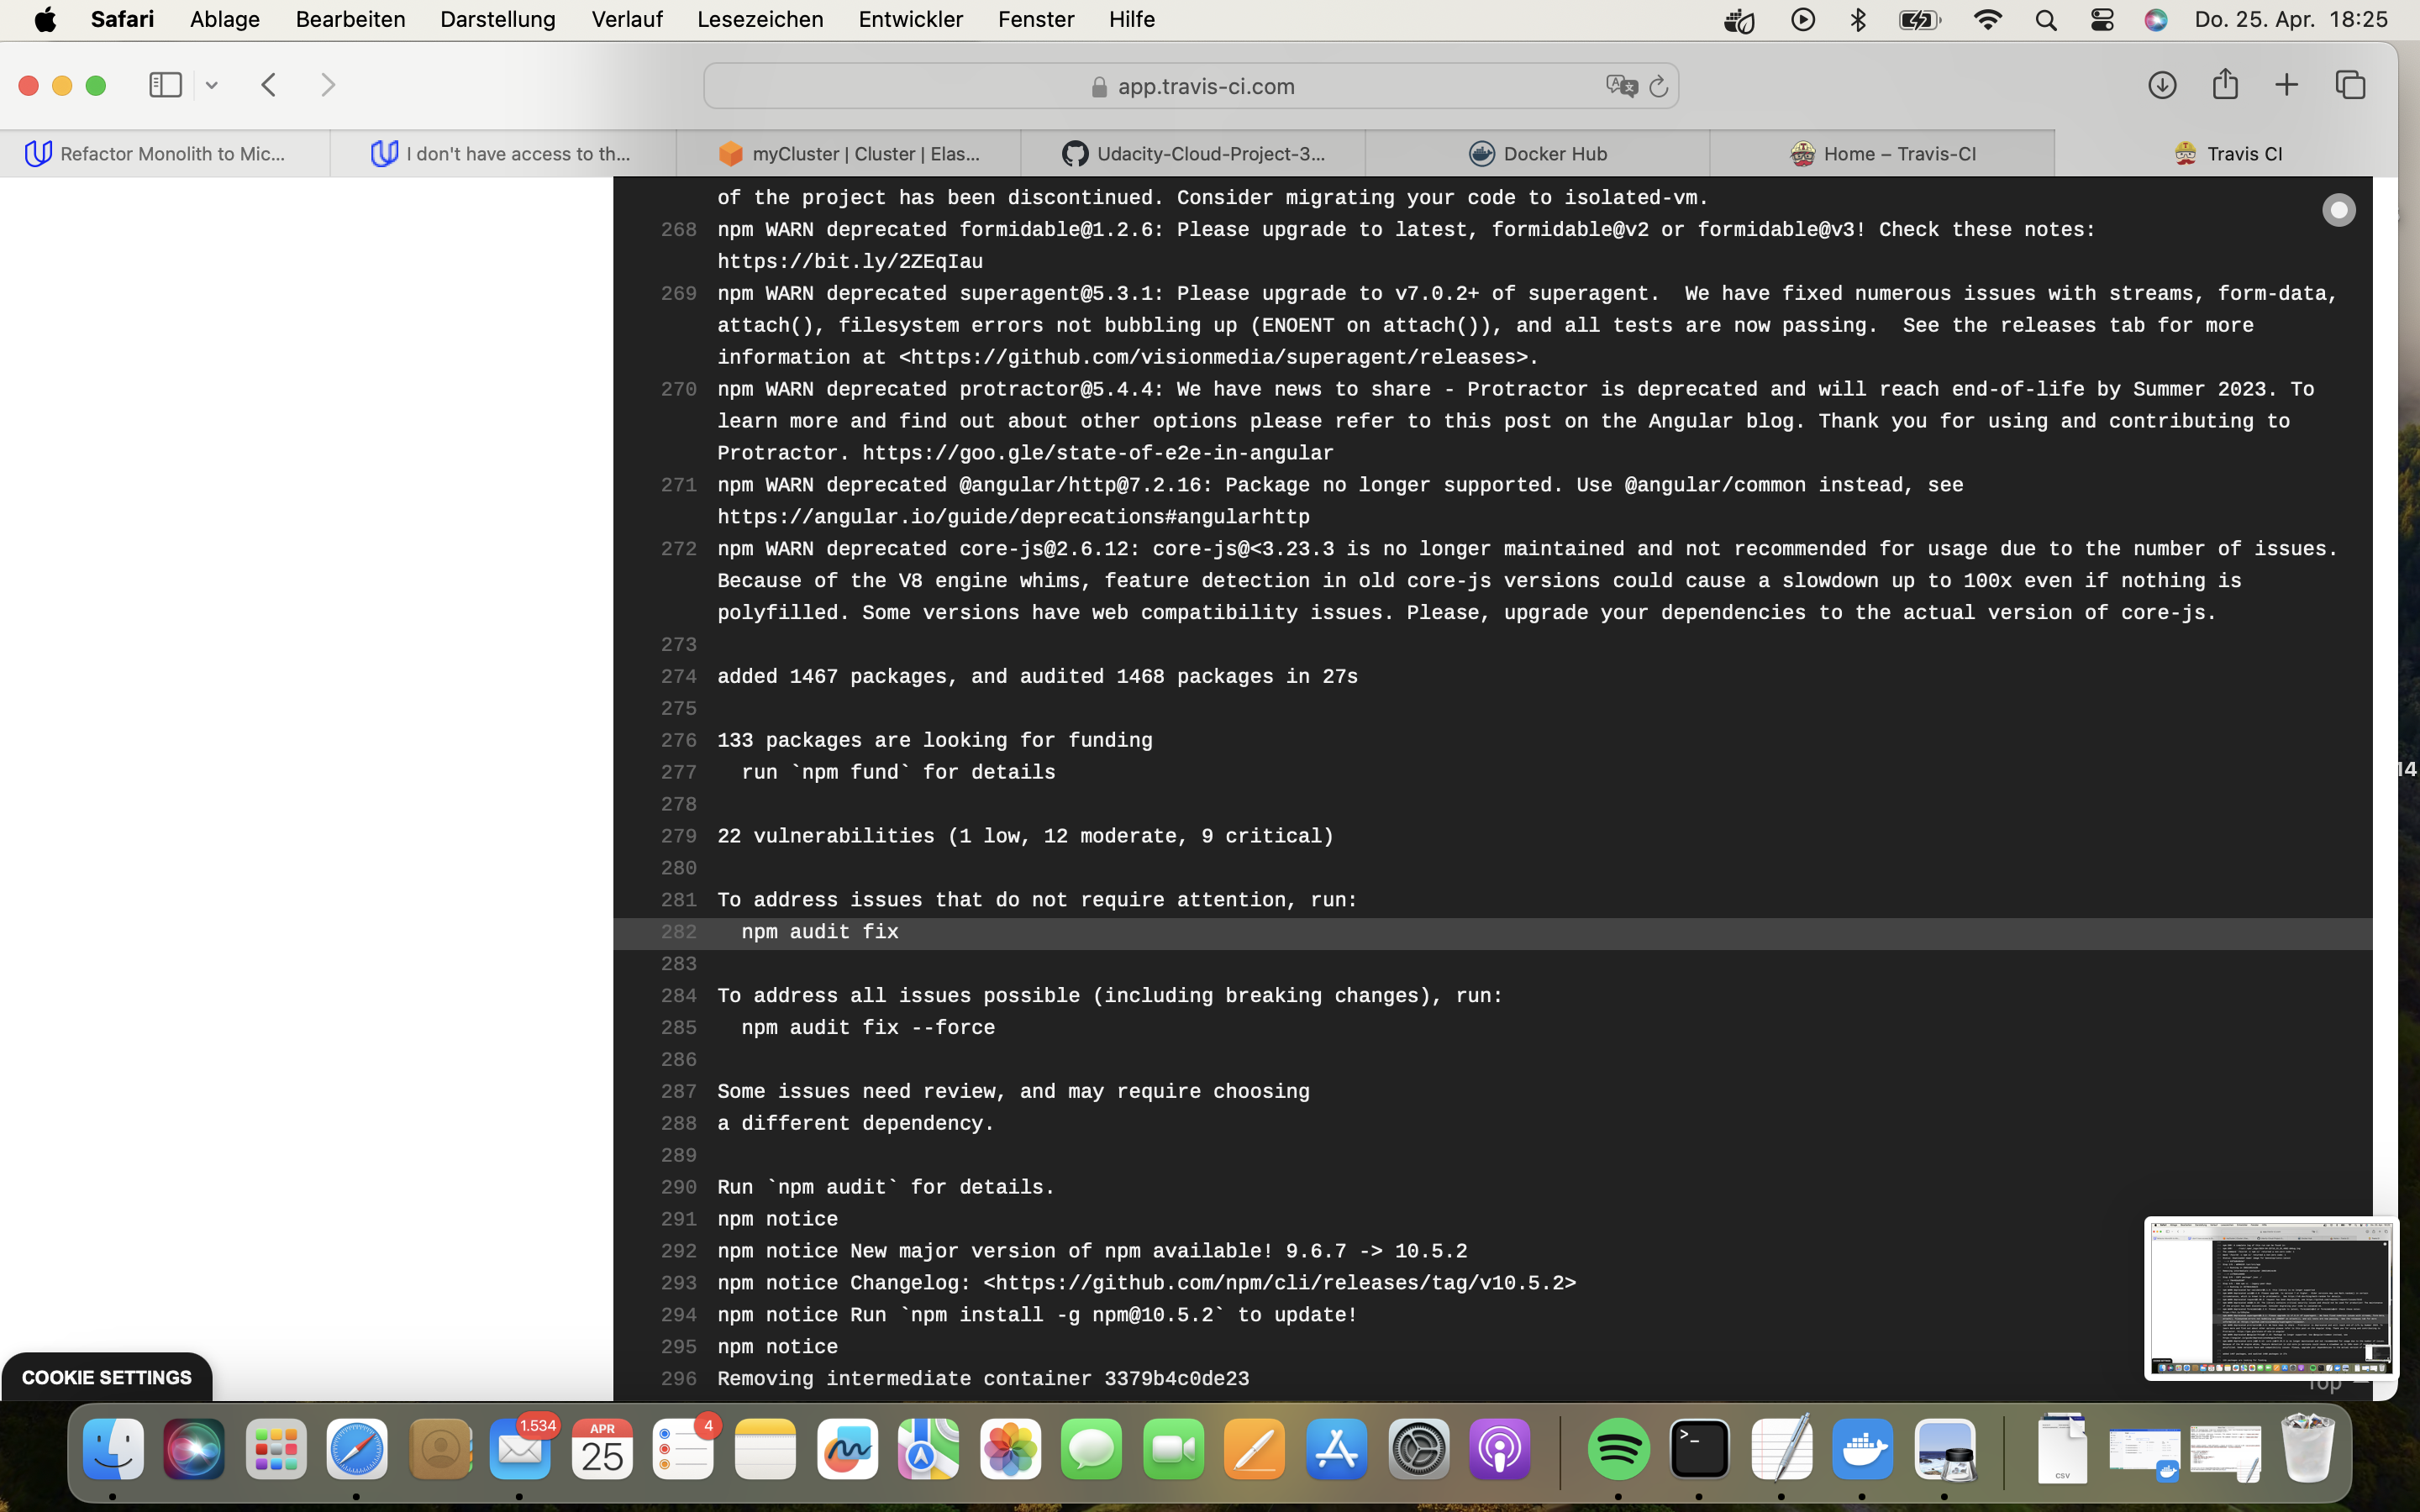 Safari Ablage Bearbeiten Darstellung Verlauf Lesezeichen Entwickler Fenster Hilfe Do. 25. Apr. 18:25
app.travis-ci.com
Refactor Monolith to Mic... I don't have access to th... myCluster | Cluster | Elas... Udacity-Cloud-Project-3... Docker Hub Home – Travis-CI Travis CI
of the project has been discontinued. Consider migrating your code to isolated-vm.
268 npm WARN deprecated formidable@1.2.6: Please upgrade to latest, formidable@v2 or formidable@v3! Check these notes:
https://bit.ly/2ZEqIau
269 npm WARN deprecated superagent@5.3.1: Please upgrade to v7.0.2+ of superagent.  We have fixed numerous issues with streams, form-data,
attach(), filesystem errors not bubbling up (ENOENT on attach()), and all tests are now passing.  See the releases tab for more
information at <https://github.com/visionmedia/superagent/releases>.
270 npm WARN deprecated protractor@5.4.4: We have news to share - Protractor is deprecated and will reach end-of-life by Summer 2023. To
learn more and find out about other options please refer to this post on the Angular blog. Thank you for using and contributing to
Protractor. https://goo.gle/state-of-e2e-in-angular
271 npm WARN deprecated @angular/http@7.2.16: Package no longer supported. Use @angular/common instead, see
https://angular.io/guide/deprecations#angularhttp
272 npm WARN deprecated core-js@2.6.12: core-js@<3.23.3 is no longer maintained and not recommended for usage due to the number of issues.
Because of the V8 engine whims, feature detection in old core-js versions could cause a slowdown up to 100x even if nothing is
polyfilled. Some versions have web compatibility issues. Please, upgrade your dependencies to the actual version of core-js.
273
274 added 1467 packages, and audited 1468 packages in 27s
275
276 133 packages are looking for funding
277   run `npm fund` for details
14
278
279 22 vulnerabilities (1 low, 12 moderate, 9 critical)
280
281 To address issues that do not require attention, run:
282   npm audit fix
283
284 To address all issues possible (including breaking changes), run:
285   npm audit fix --force
286
287 Some issues need review, and may require choosing
288 a different dependency.
289
290 Run `npm audit` for details.
291 npm notice
292 npm notice New major version of npm available! 9.6.7 -> 10.5.2
293 npm notice Changelog: <https://github.com/npm/cli/releases/tag/v10.5.2>
294 npm notice Run `npm install -g npm@10.5.2` to update!
295 npm notice
296 Removing intermediate container 3379b4c0de23
Top
COOKIE SETTINGS
1.534 APR 25 4 CSV